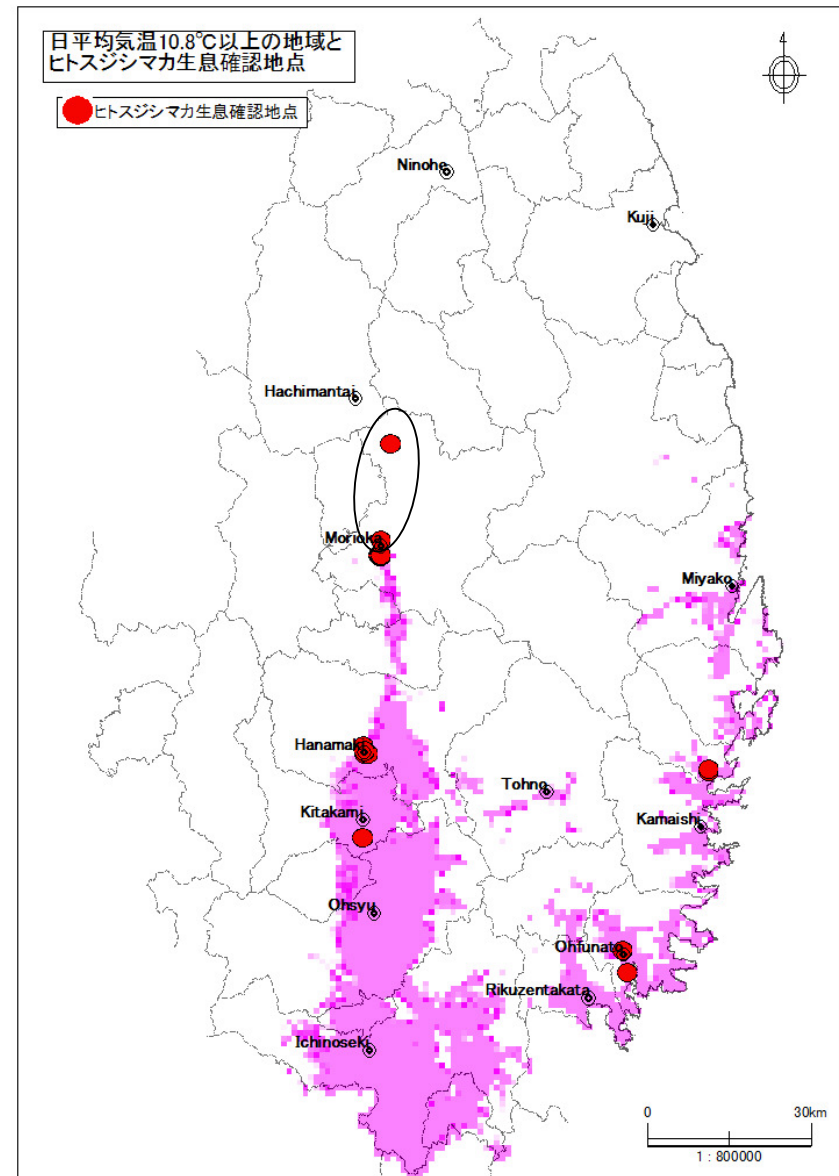 日平均気温10.8℃以上の地域と
ヒトスジシマカ生息確認地点
ヒトスジシマカ生息確認地点
4
Ninohe
Kuji
Hachimantai
Morioka
Miyako
Hanamaki
Tohno
Kitakami
Kamaishi
Ohsyu
Ohfunato
Rikuzentakata
Ichinoseki
0 30km
1 : 800000